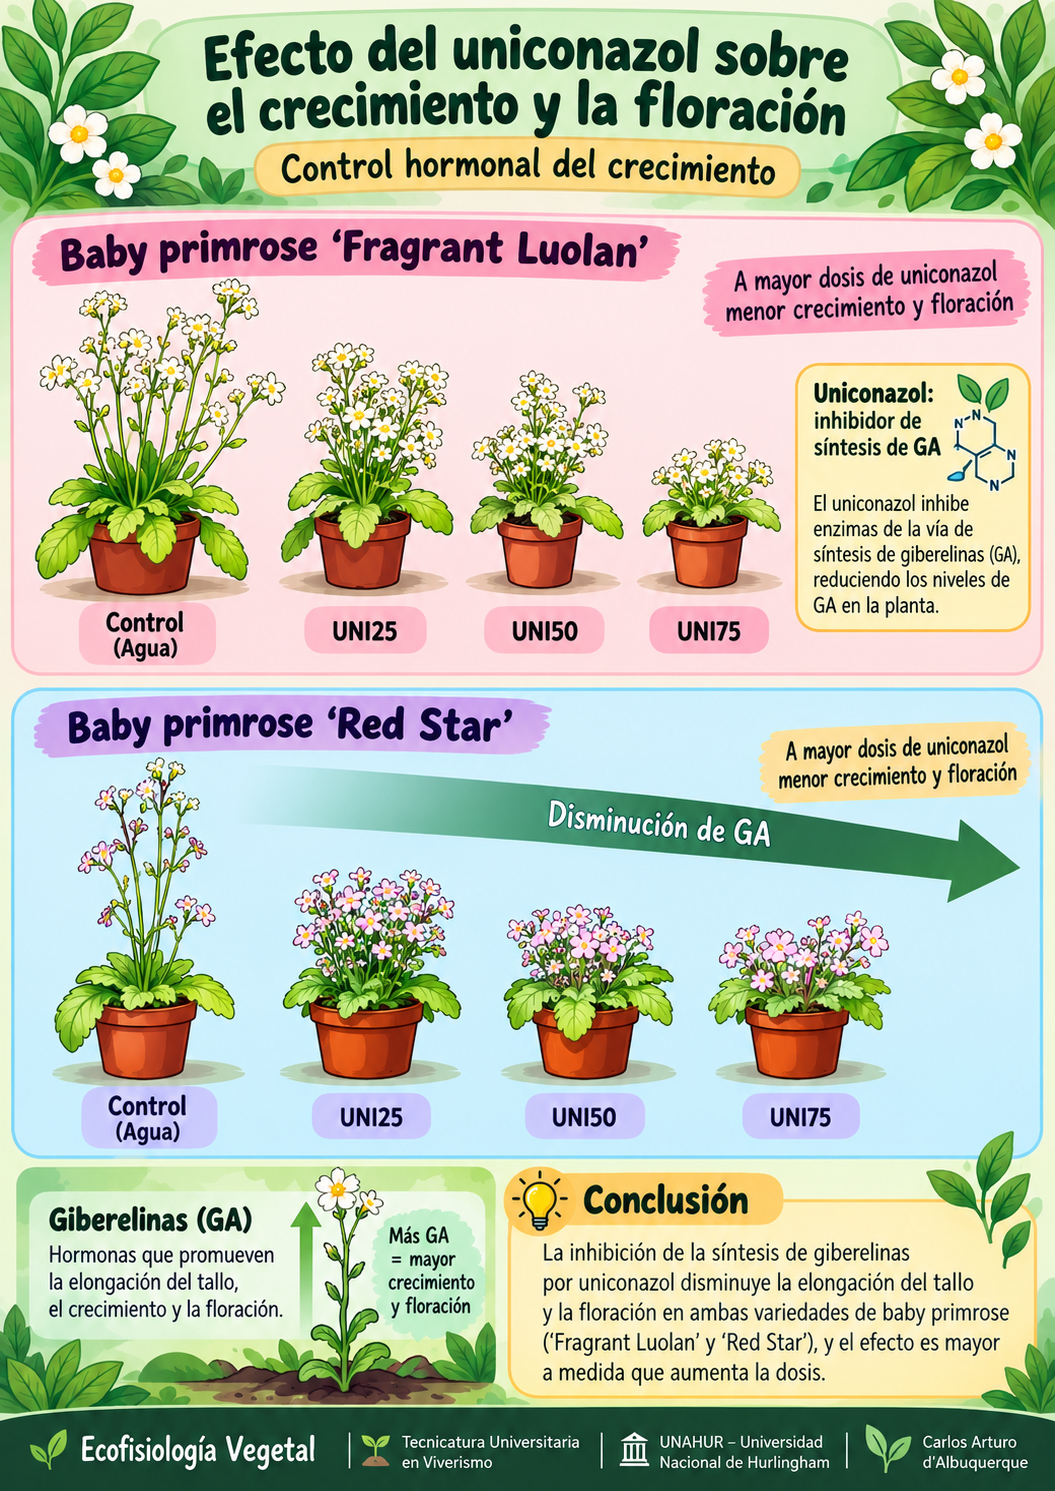 Efecto del uniconazol sobre
el crecimiento y la floración
Control hormonal del crecimiento
Baby primrose ‘Fragrant Luolan’
A mayor dosis de uniconazol
menor crecimiento y floración
Uniconazol:
inhibidor de
síntesis de GA
N
N
N
N
El uniconazol inhibe
enzimas de la vía de
síntesis de giberelinas (GA),
reduciendo los niveles de
GA en la planta.
Control
(Agua)
UNI25
UNI50
UNI75
Baby primrose ‘Red Star’
A mayor dosis de uniconazol
menor crecimiento y floración
Disminución de GA
Control
(Agua)
UNI25
UNI50
UNI75
Giberelinas (GA)
Hormonas que promueven
la elongación del tallo,
el crecimiento y la floración.
Más GA
= mayor
crecimiento
y floración
Conclusión
La inhibición de la síntesis de giberelinas
por uniconazol disminuye la elongación del tallo
y la floración en ambas variedades de baby primrose
(‘Fragrant Luolan’ y ‘Red Star’), y el efecto es mayor
a medida que aumenta la dosis.
Ecofisiología Vegetal
Tecnicatura Universitaria
en Viverismo
UNAHUR – Universidad
Nacional de Hurlingham
Carlos Arturo
d’Albuquerque